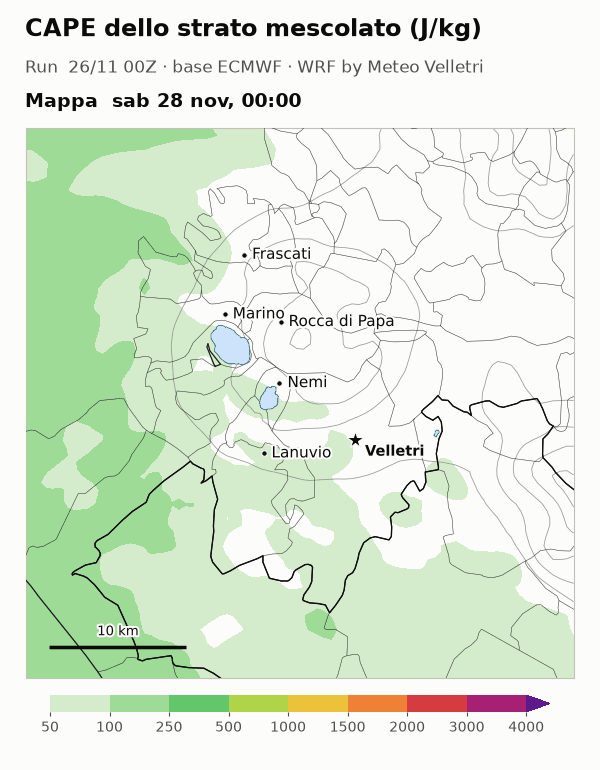 CAPE dello strato mescolato (J/kg)
Run  26/11 00Z · base ECMWF · WRF by Meteo Velletri
Mappa  sab 28 nov, 00:00
Frascati
Marino
Rocca di Papa
Nemi
Velletri
Lanuvio
10 km
50 100 250 500 1000 1500 2000 3000 4000